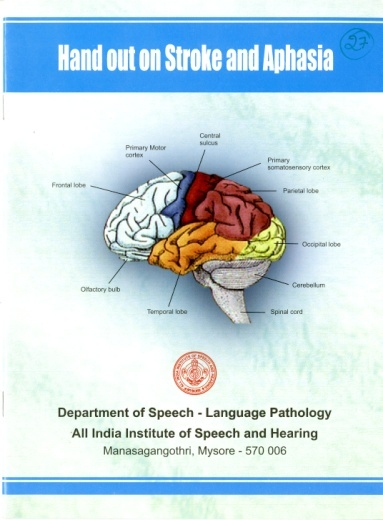 Hand out on Stroke and Aphasia
27
Central
sulcus
Primary Motor
cortex
Primary
somatosensory cortex
Frontal lobe
Parietal lobe
Occipital lobe
Cerebellum
Olfactory bulb
Temporal lobe
Spinal cord
Department of Speech - Language Pathology
All India Institute of Speech and Hearing
Manasagangothri, Mysore - 570 006